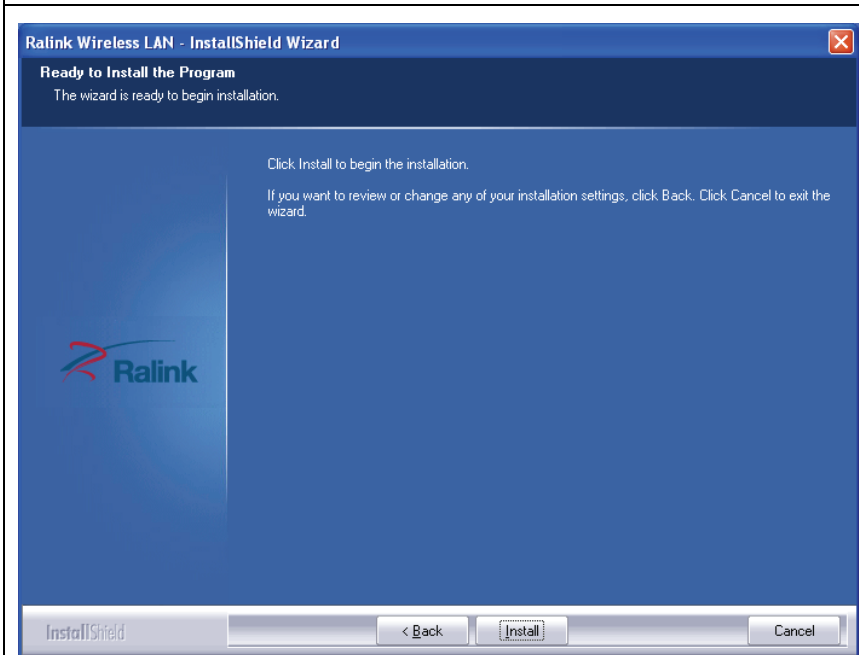 Ralink Wireless LAN - InstallShield Wizard
Ready to Install the Program
The wizard is ready to begin installation.
Click Install to begin the installation.
If you want to review or change any of your installation settings, click Back. Click Cancel to exit the
wizard.
Ralink
InstallShield
< Back
Install
Cancel